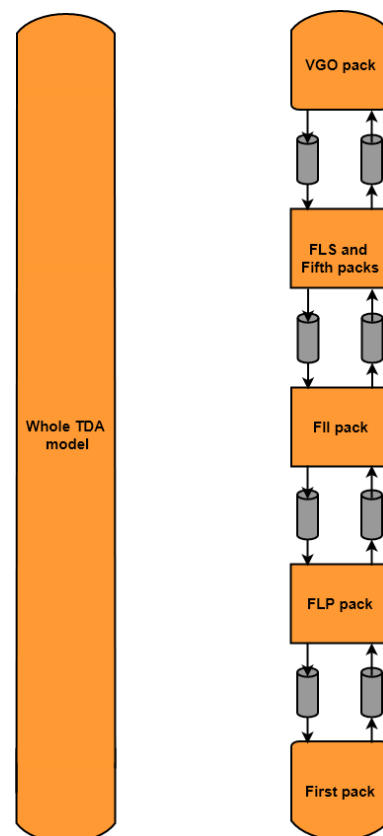 VGO pack
FLS and
Fifth packs
Whole TDA
model
FII pack
FLP pack
First pack